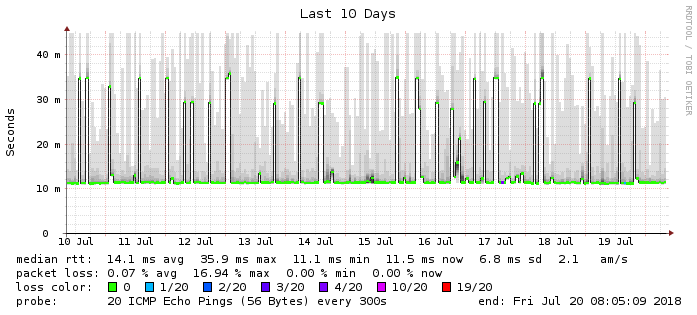 Last 10 Days
RRDTOOL / TOBI OETIKER
Seconds
40 m
30 m
20 m
10 m
0
10 Jul 11 Jul 12 Jul 13 Jul 14 Jul 15 Jul 16 Jul 17 Jul 18 Jul 19 Jul
median rtt: 14.1 ms avg 35.9 ms max 11.1 ms min 11.5 ms now 6.8 ms sd 2.1 am/s
packet loss: 0.07 % avg 16.94 % max 0.00 % min 0.00 % now
loss color: 0 1/20 2/20 3/20 4/20 10/20 19/20
probe: 20 ICMP Echo Pings (56 Bytes) every 300s end: Fri Jul 20 08:05:09 2018